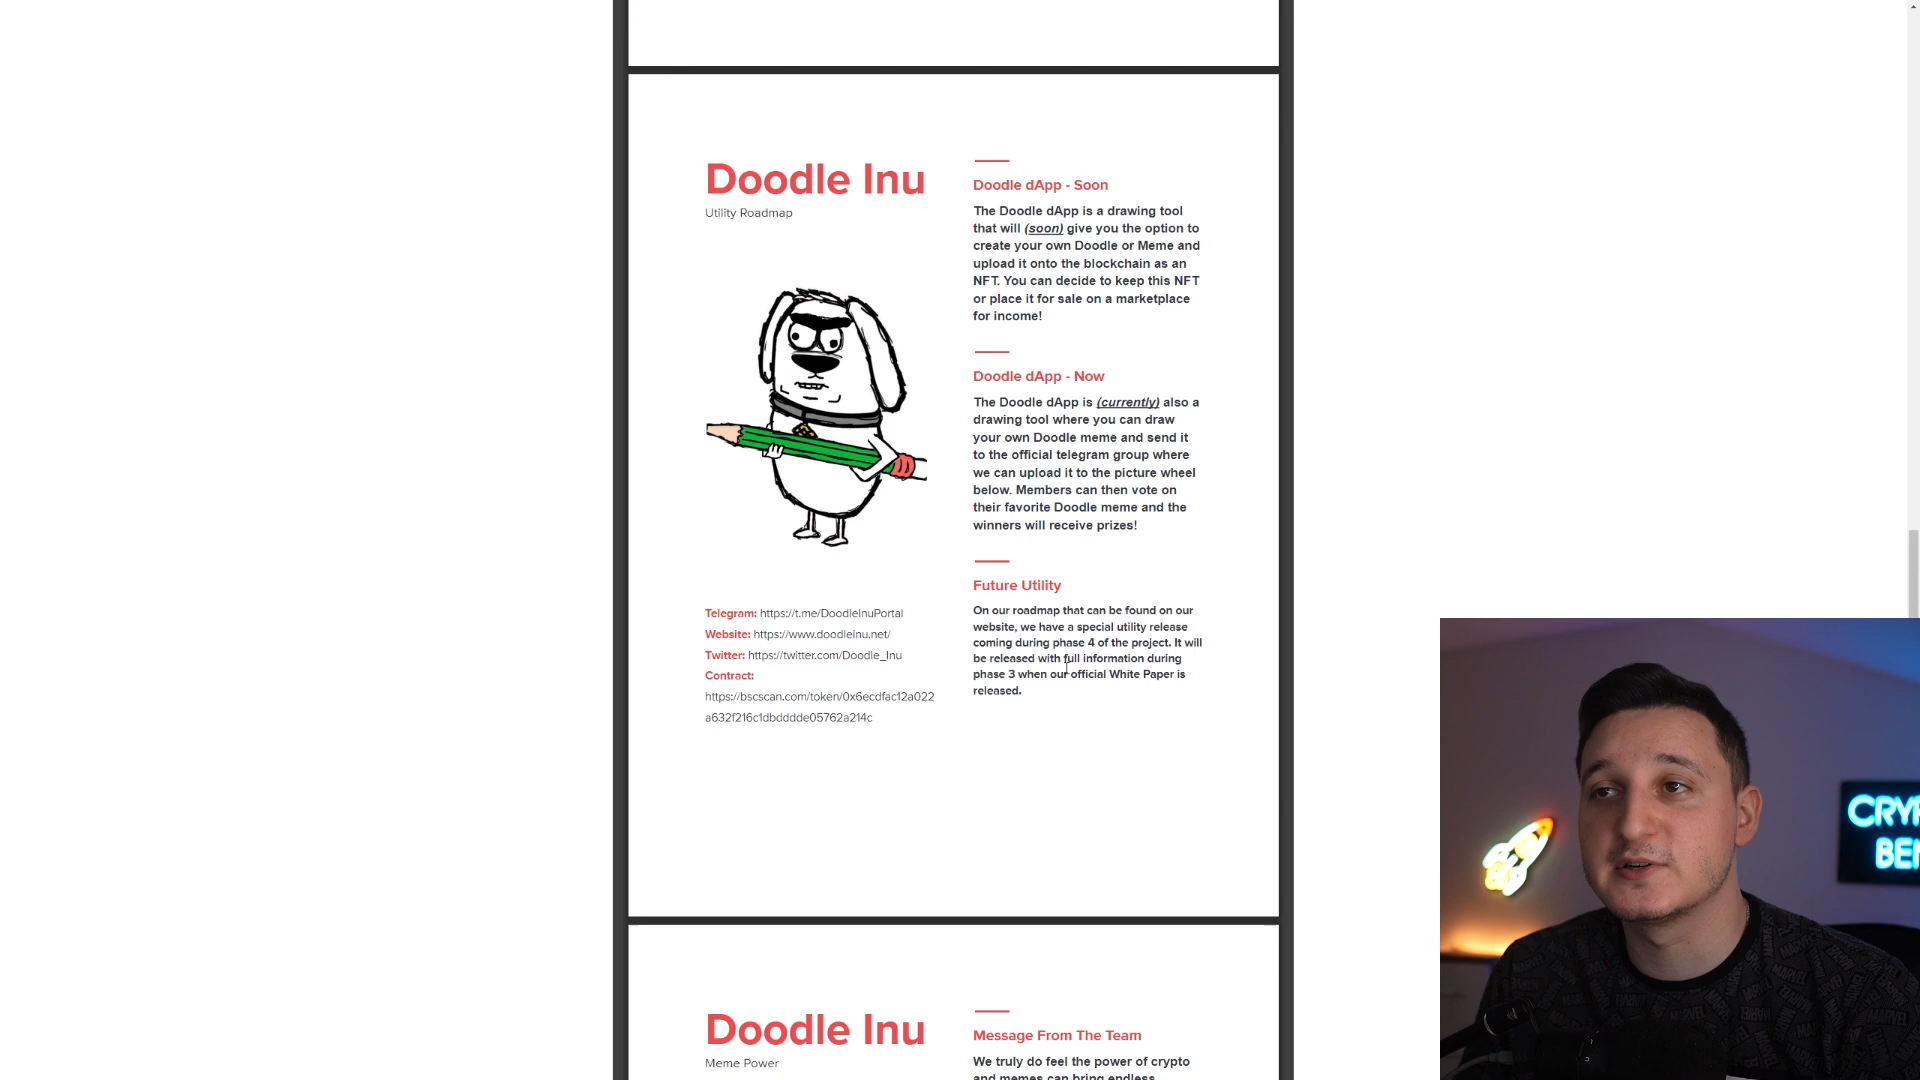 Doodle Inu
Utility Roadmap
Telegram: https://t.me/DoodleInuPortal
Website: https://www.doodleinu.net/
Twitter: https://twitter.com/Doodle_Inu
Contract:
https://bscscan.com/token/0x6ecdfac12a022
a632f216c1dbdddde05762a214c
Doodle dApp - Soon
The Doodle dApp is a drawing tool
that will (soon) give you the option to
create your own Doodle or Meme and
upload it onto the blockchain as an
NFT. You can decide to keep this NFT
or place it for sale on a marketplace
for income!
Doodle dApp - Now
The Doodle dApp is (currently) also a
drawing tool where you can draw
your own Doodle meme and send it
to the official telegram group where
we can upload it to the picture wheel
below. Members can then vote on
their favorite Doodle meme and the
winners will receive prizes!
Future Utility
On our roadmap that can be found on our
website, we have a special utility release
coming during phase 4 of the project. It will
be released with full information during
phase 3 when our official White Paper is
released.
Doodle Inu
Meme Power
Message From The Team
We truly do feel the power of crypto
and memes can bring endless
CRYP
BEN
MARVEL